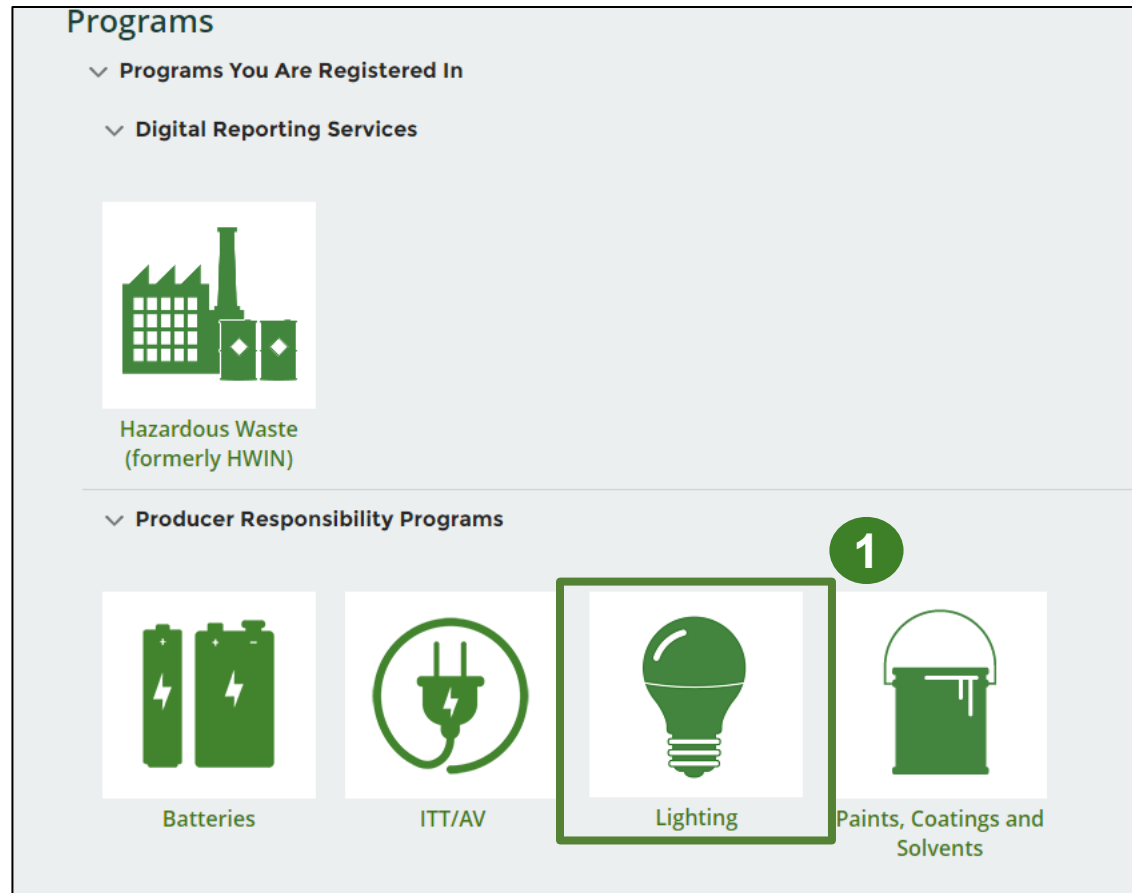 Programs
Programs You Are Registered In
Digital Reporting Services
Hazardous Waste
(formerly HWIN)
Producer Responsibility Programs
1
Batteries
ITT/AV
Lighting
Paints, Coatings and
Solvents